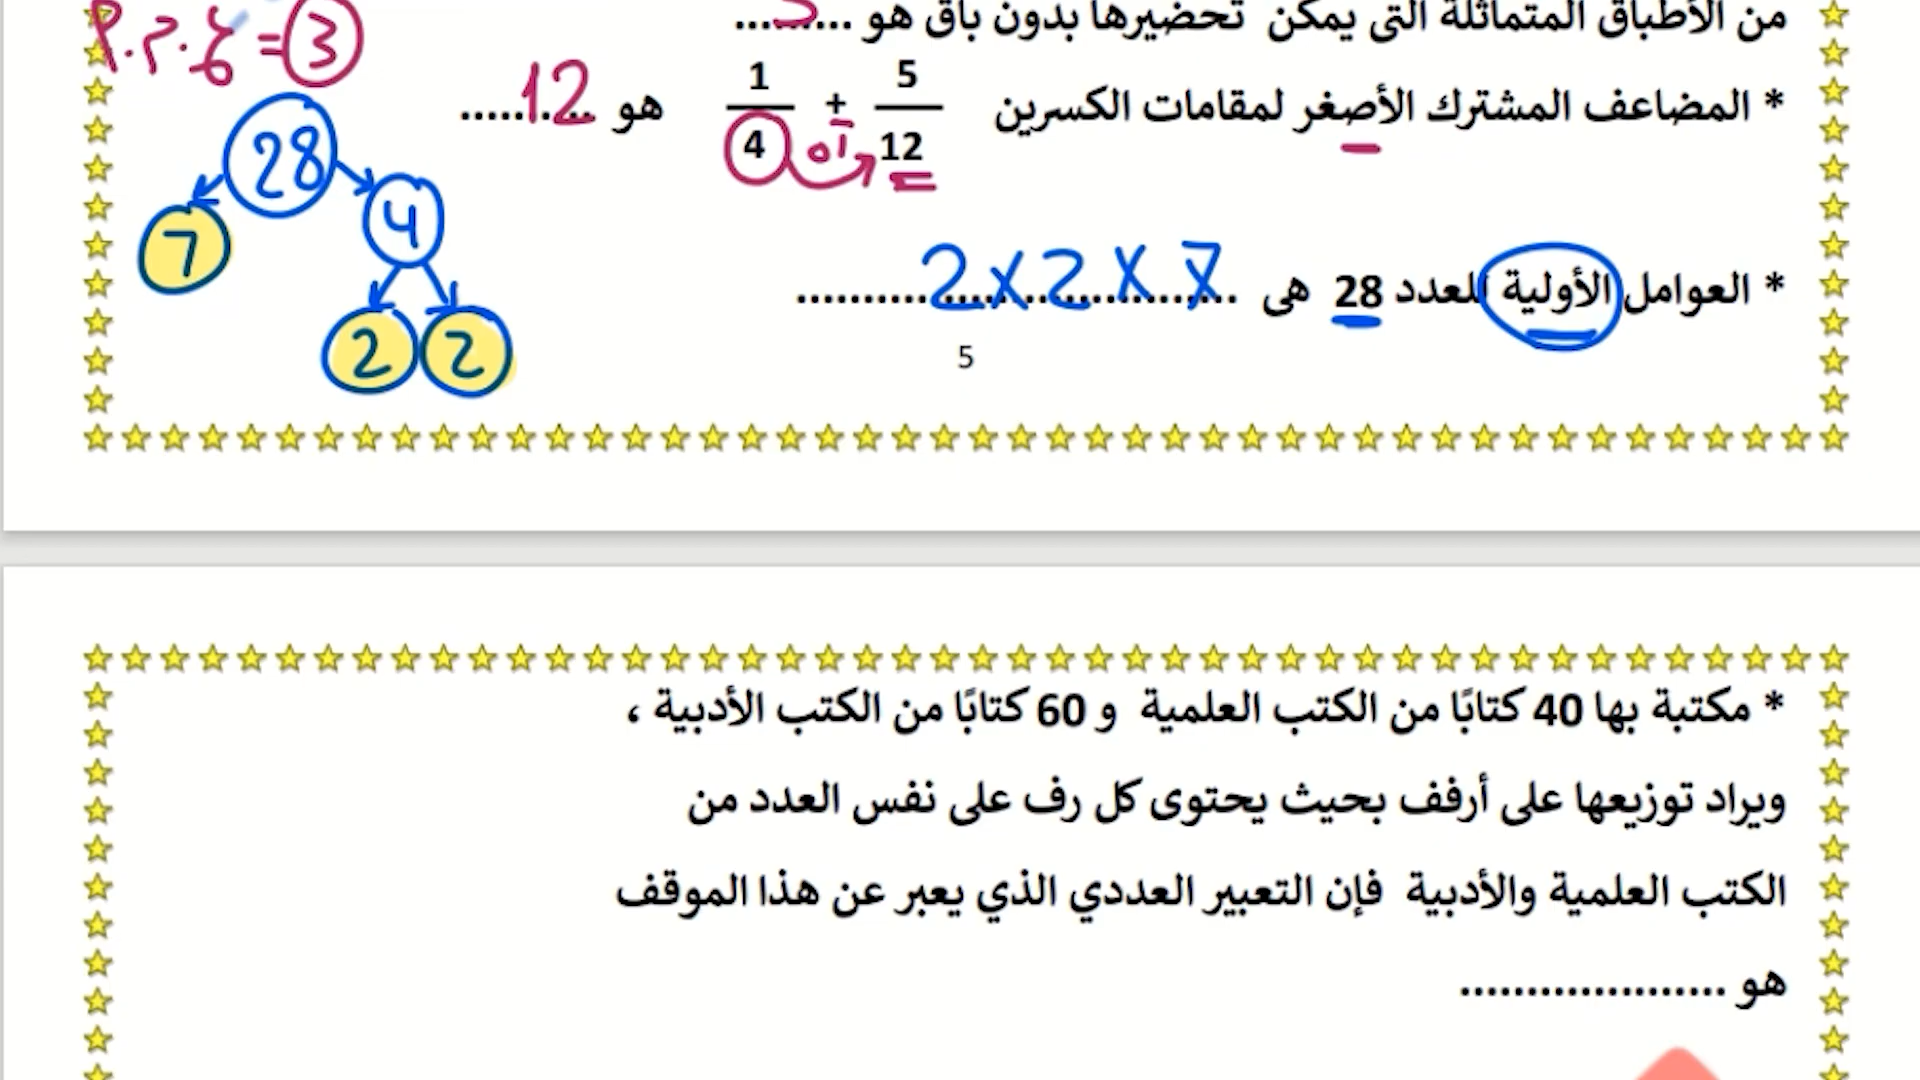 من الأطباق المتماثلة التى يمكن تحضيرها بدون باق هو .........
ع.م.م = 3
* المضاعف المشترك الأصغر لمقامات الكسرين 5/12 + 1/4 هو ....12....
28
7 4
2 2
* العوامل الأولية للعدد 28 هى ........2 × 2 × 7
5
* مكتبة بها 40 كتابًا من الكتب العلمية و 60 كتابًا من الكتب الأدبية ،
ويراد توزيعها على أرفف بحيث يحتوى كل رف على نفس العدد من
الكتب العلمية والأدبية فإن التعبير العددي الذي يعبر عن هذا الموقف
هو ....................